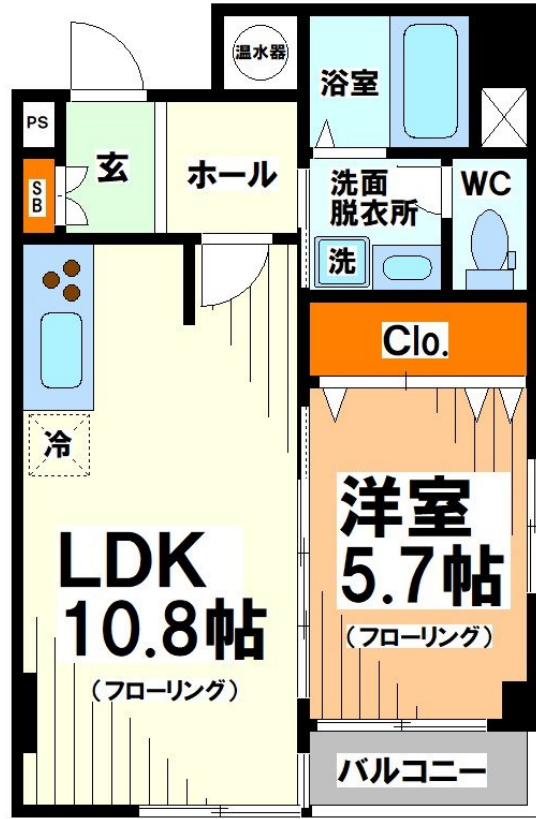 温水器
浴室
PS
玄
ホール
洗面
脱衣所
WC
SB
洗
Clo.
冷
洋室
5.7帖
(フローリング)
LDK
10.8帖
(フローリング)
バルコニー